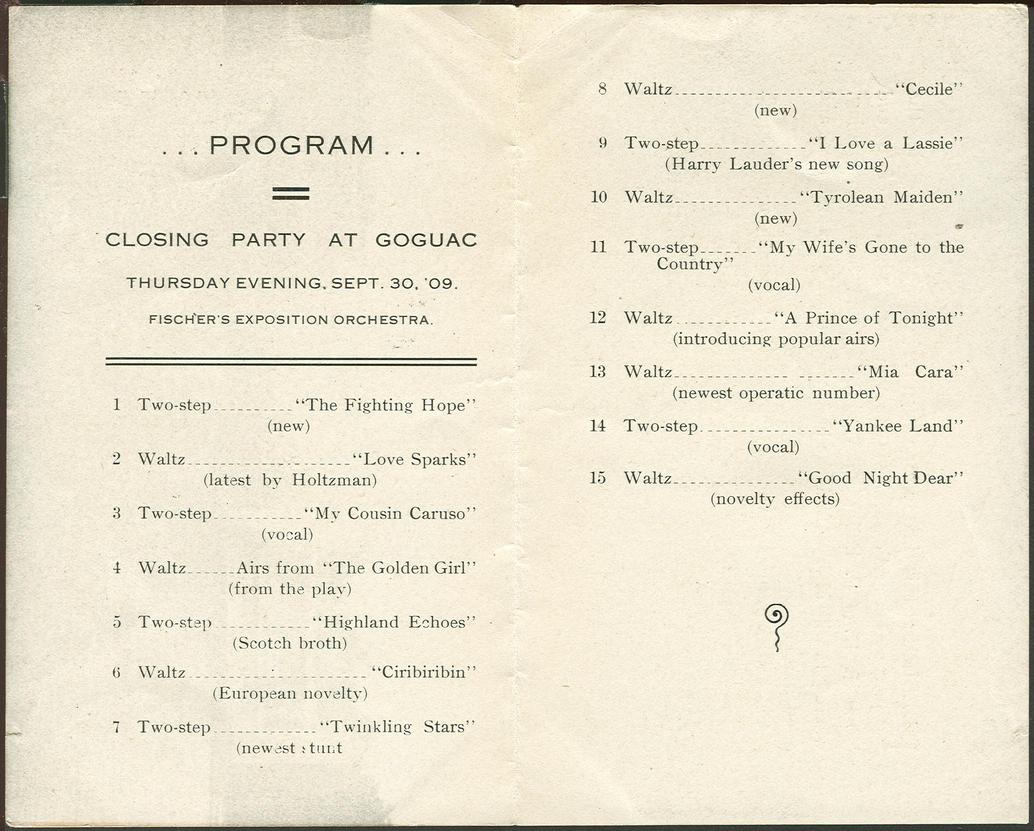 ...PROGRAM...
CLOSING PARTY AT GOGUAC
THURSDAY EVENING, SEPT. 30, '09.
FISCHER'S EXPOSITION ORCHESTRA.
1 Two-step.........."The Fighting Hope"
(new)
2 Waltz...................."Love Sparks"
(latest by Holtzman)
3 Two-step..........."My Cousin Caruso"
(vocal)
4 Waltz......Airs from "The Golden Girl"
(from the play)
5 Two-step............."Highland Echoes"
(Scotch broth)
6 Waltz......................."Ciribiribin"
(European novelty)
7 Two-step............."Twinkling Stars"
(newest stunt
8 Waltz..........................."Cecile"
(new)
9 Two-step............."I Love a Lassie"
(Harry Lauder's new song)
10 Waltz..............."Tyrolean Maiden"
(new)
11 Two-step......."My Wife's Gone to the
Country"
(vocal)
12 Waltz............"A Prince of Tonight"
(introducing popular airs)
13 Waltz......................"Mia Cara"
(newest operatic number)
14 Two-step................"Yankee Land"
(vocal)
15 Waltz..............."Good Night Dear"
(novelty effects)